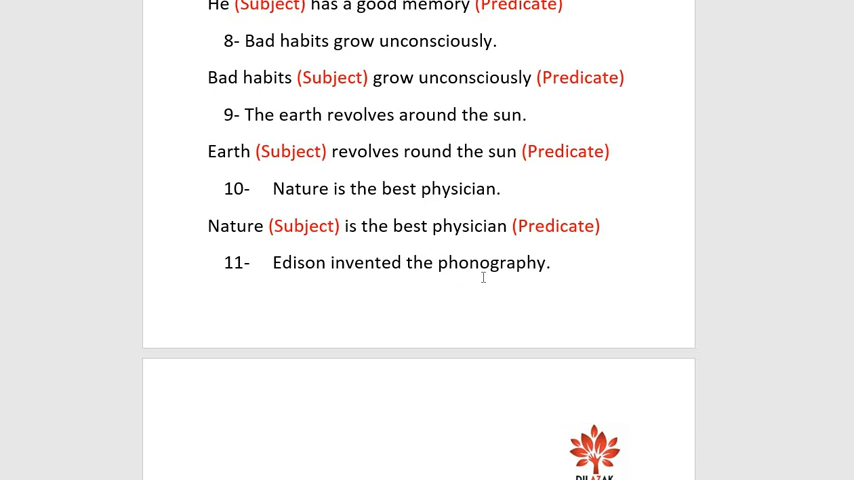 He (Subject) has a good memory (Predicate)
8- Bad habits grow unconsciously.
Bad habits (Subject) grow unconsciously (Predicate)
9- The earth revolves around the sun.
Earth (Subject) revolves round the sun (Predicate)
10- Nature is the best physician.
Nature (Subject) is the best physician (Predicate)
11- Edison invented the phonography.
DILAZAK